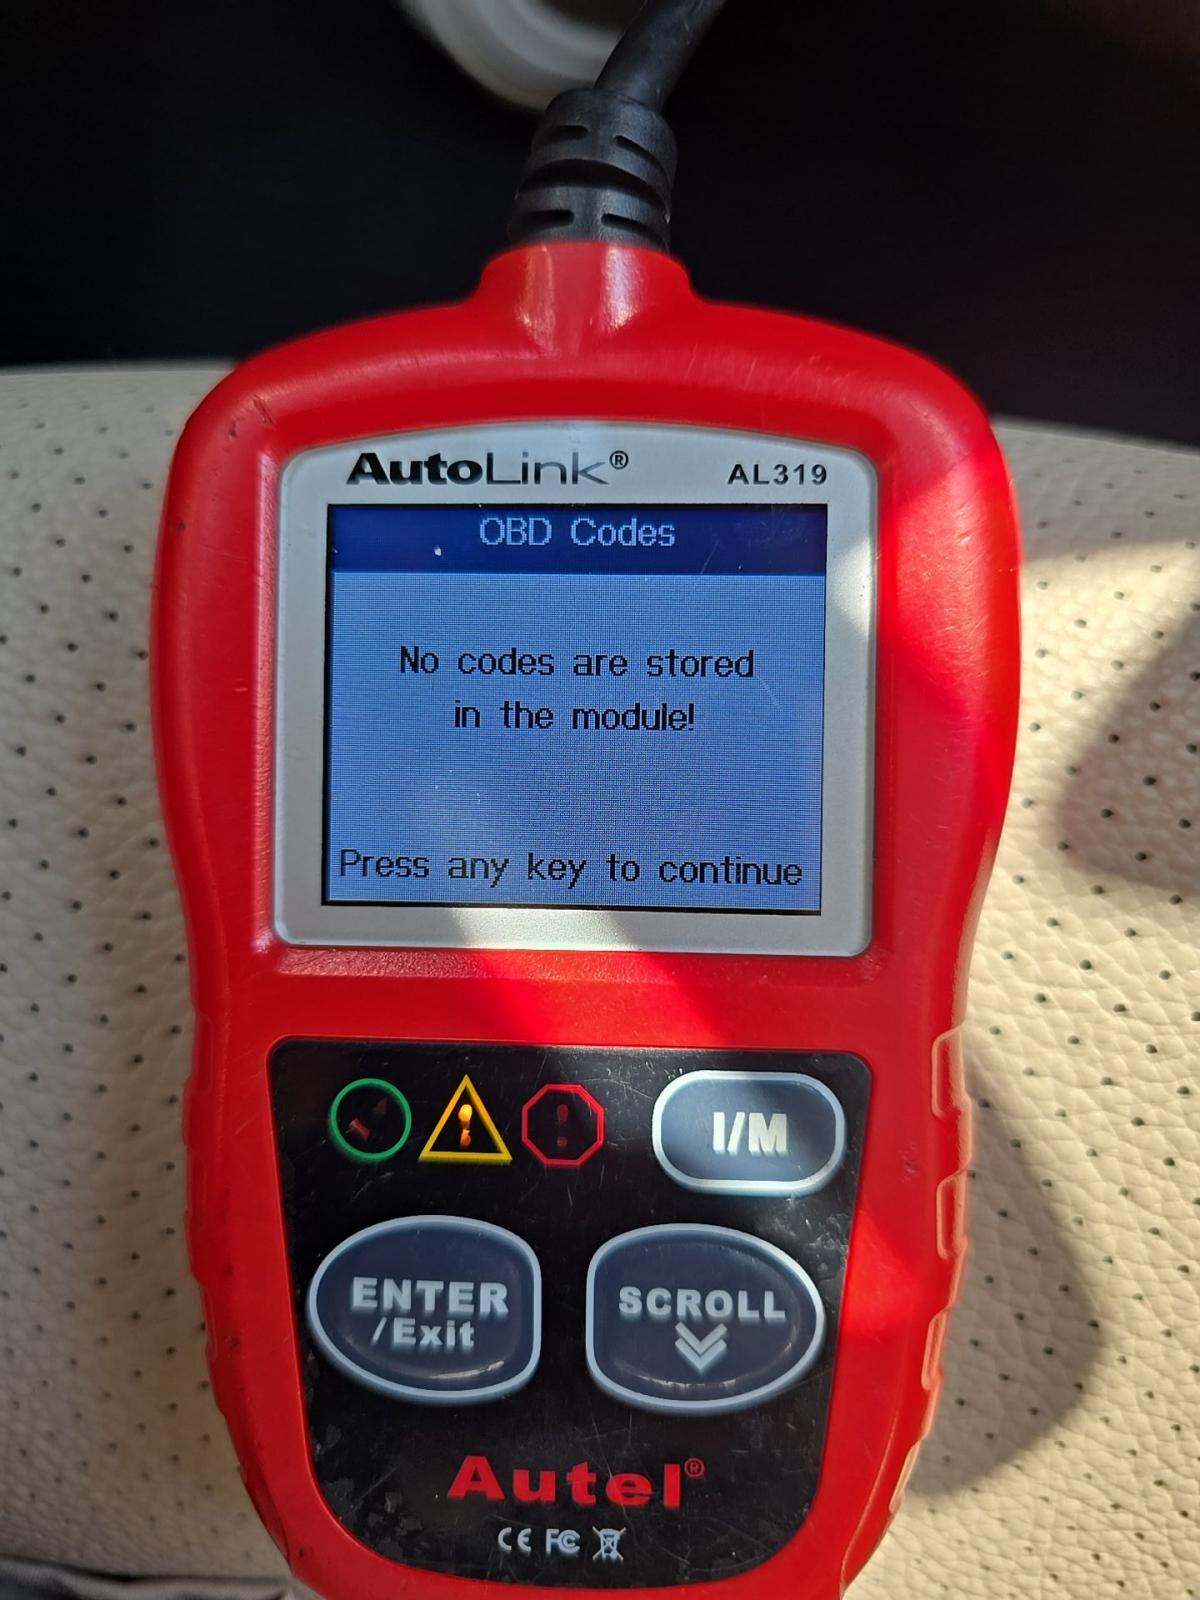 AutoLink® AL319
OBD Codes
No codes are stored
in the module!
Press any key to continue
I/M
ENTER
/Exit
SCROLL
Autel®
CE FC